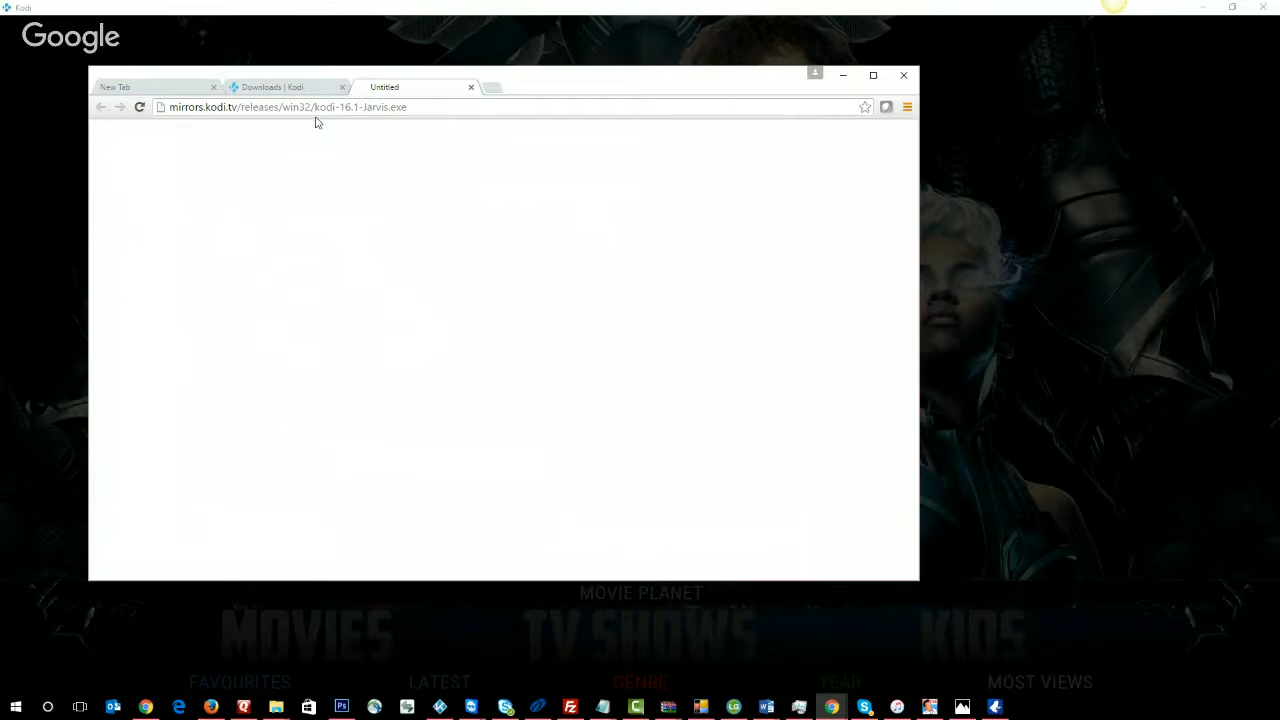 Kodi
Google
New Tab
Downloads | Kodi
Untitled
mirrors.kodi.tv/releases/win32/kodi-16.1-Jarvis.exe
MOVIE PLANET
MOVIES
TV SHOWS
KIDS
FAVOURITES
LATEST
GENRE
YEAR
MOST VIEWS